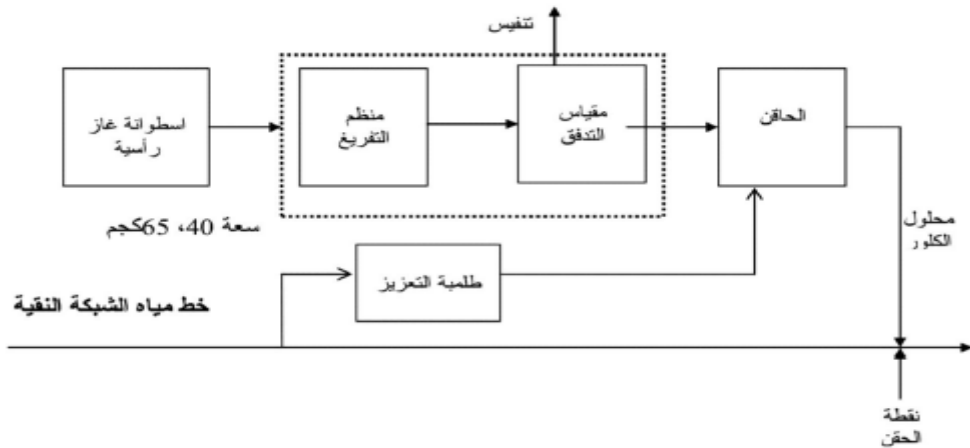 تنفيس
اسطوانة غاز
رأسية
منظم
التفريغ
مقياس
التدفق
الحاقن
سعة 40، 65كجم
محلول
الكلور
طلمبة التعزيز
خط مياه الشبكة النقية
نقطة
الحقن